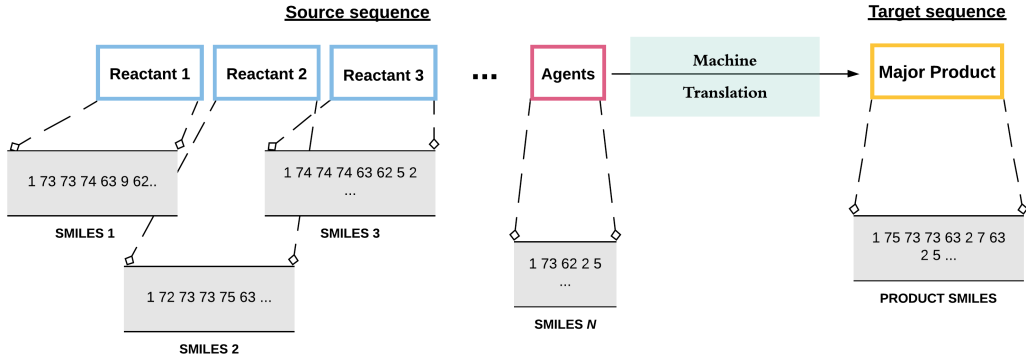 Source sequence
Target sequence
Reactant 1
Reactant 2
Reactant 3
...
Agents
Machine
Translation
Major Product
1 73 73 74 63 9 62..
SMILES 1
1 72 73 73 75 63 ...
SMILES 2
1 74 74 74 63 62 5 2
...
SMILES 3
1 73 62 2 5
...
SMILES N
1 75 73 73 63 2 7 63
2 5 ...
PRODUCT SMILES